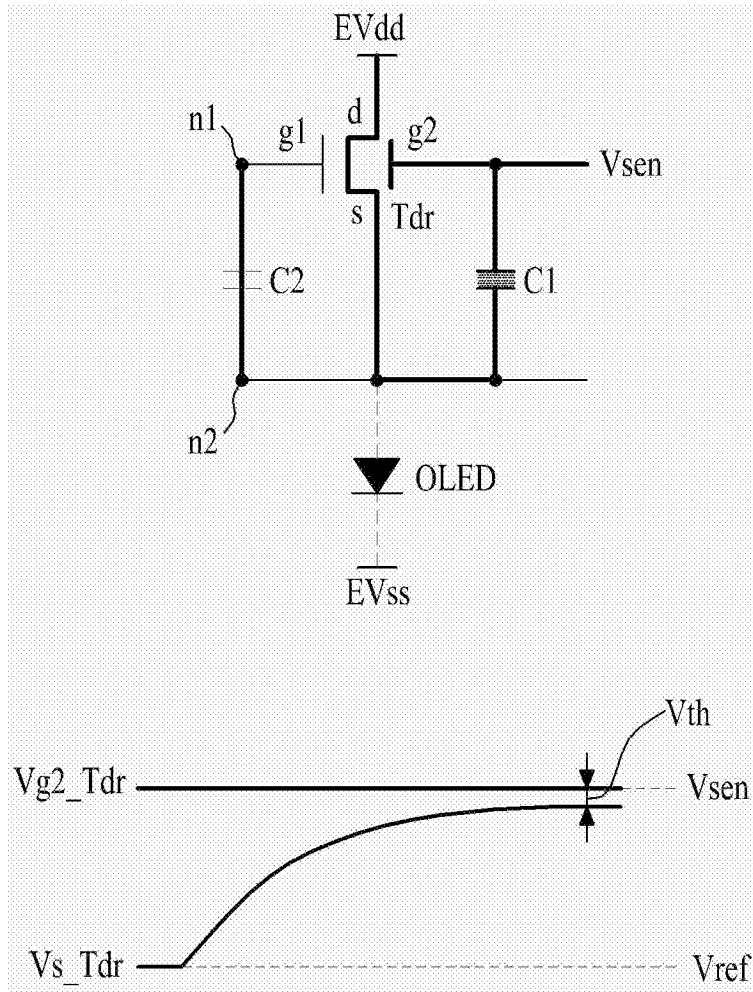 EVdd
d
n1
g1
g2
Vsen
s
Tdr
C2
C1
n2
OLED
EVss
Vth
Vg2_Tdr
Vsen
Vs_Tdr
Vref